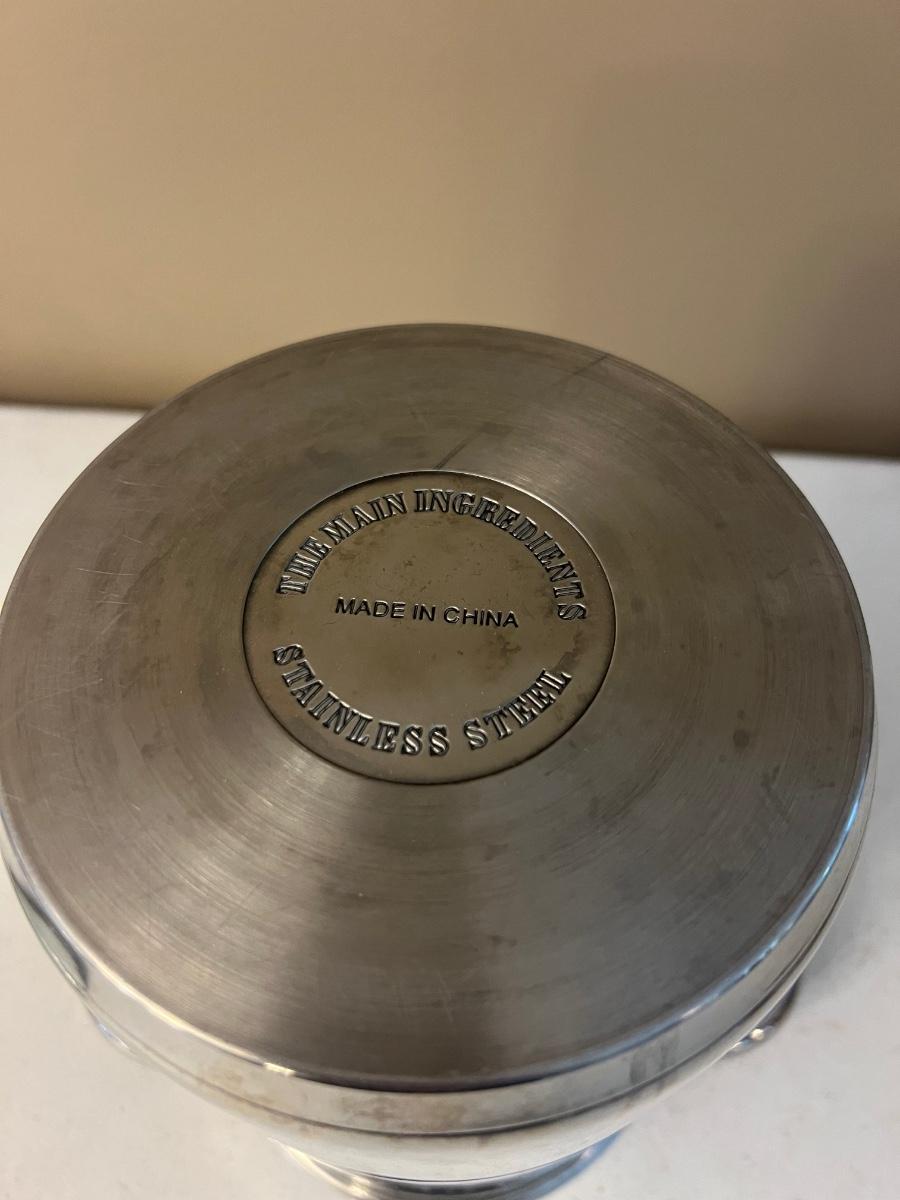 THE MAIN INGREDIENTS
MADE IN CHINA
STAINLESS STEEL